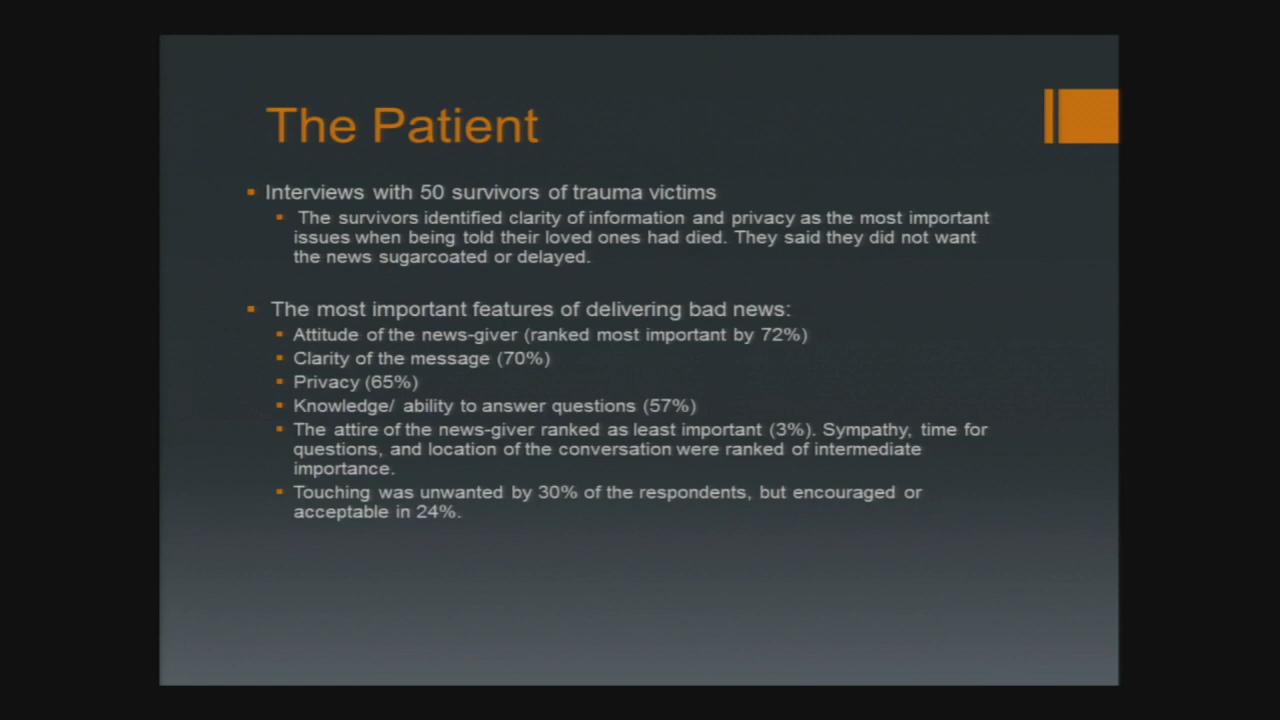 The Patient
Interviews with 50 survivors of trauma victims
The survivors identified clarity of information and privacy as the most important
issues when being told their loved ones had died. They said they did not want
the news sugarcoated or delayed.
The most important features of delivering bad news:
Attitude of the news-giver (ranked most important by 72%)
Clarity of the message (70%)
Privacy (65%)
Knowledge/ ability to answer questions (57%)
The attire of the news-giver ranked as least important (3%). Sympathy, time for
questions, and location of the conversation were ranked of intermediate
importance.
Touching was unwanted by 30% of the respondents, but encouraged or
acceptable in 24%.